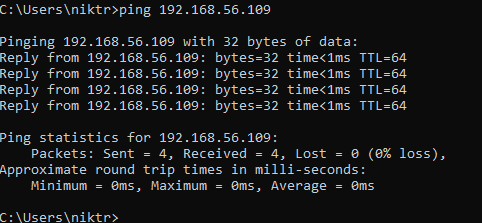 C:\Users\niktr>ping 192.168.56.109
Pinging 192.168.56.109 with 32 bytes of data:
Reply from 192.168.56.109: bytes=32 time<1ms TTL=64
Reply from 192.168.56.109: bytes=32 time<1ms TTL=64
Reply from 192.168.56.109: bytes=32 time<1ms TTL=64
Reply from 192.168.56.109: bytes=32 time<1ms TTL=64
Ping statistics for 192.168.56.109:
    Packets: Sent = 4, Received = 4, Lost = 0 (0% loss),
Approximate round trip times in milli-seconds:
    Minimum = 0ms, Maximum = 0ms, Average = 0ms
C:\Users\niktr>